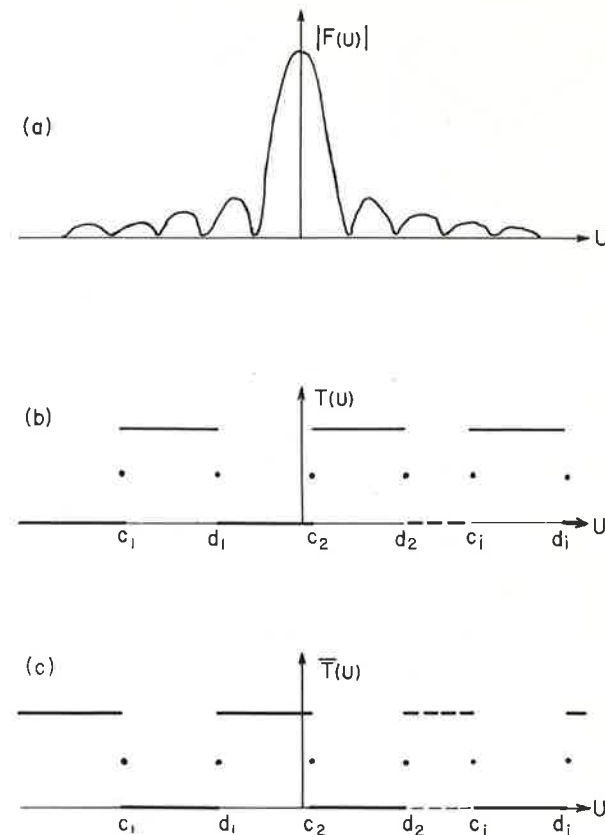 |F(U)|
(a)
U
(b)
T(U)
c₁ d₁ c₂ d₂ cᵢ dᵢ U
(c)
T̅(U)
c₁ d₁ c₂ d₂ cᵢ dᵢ U